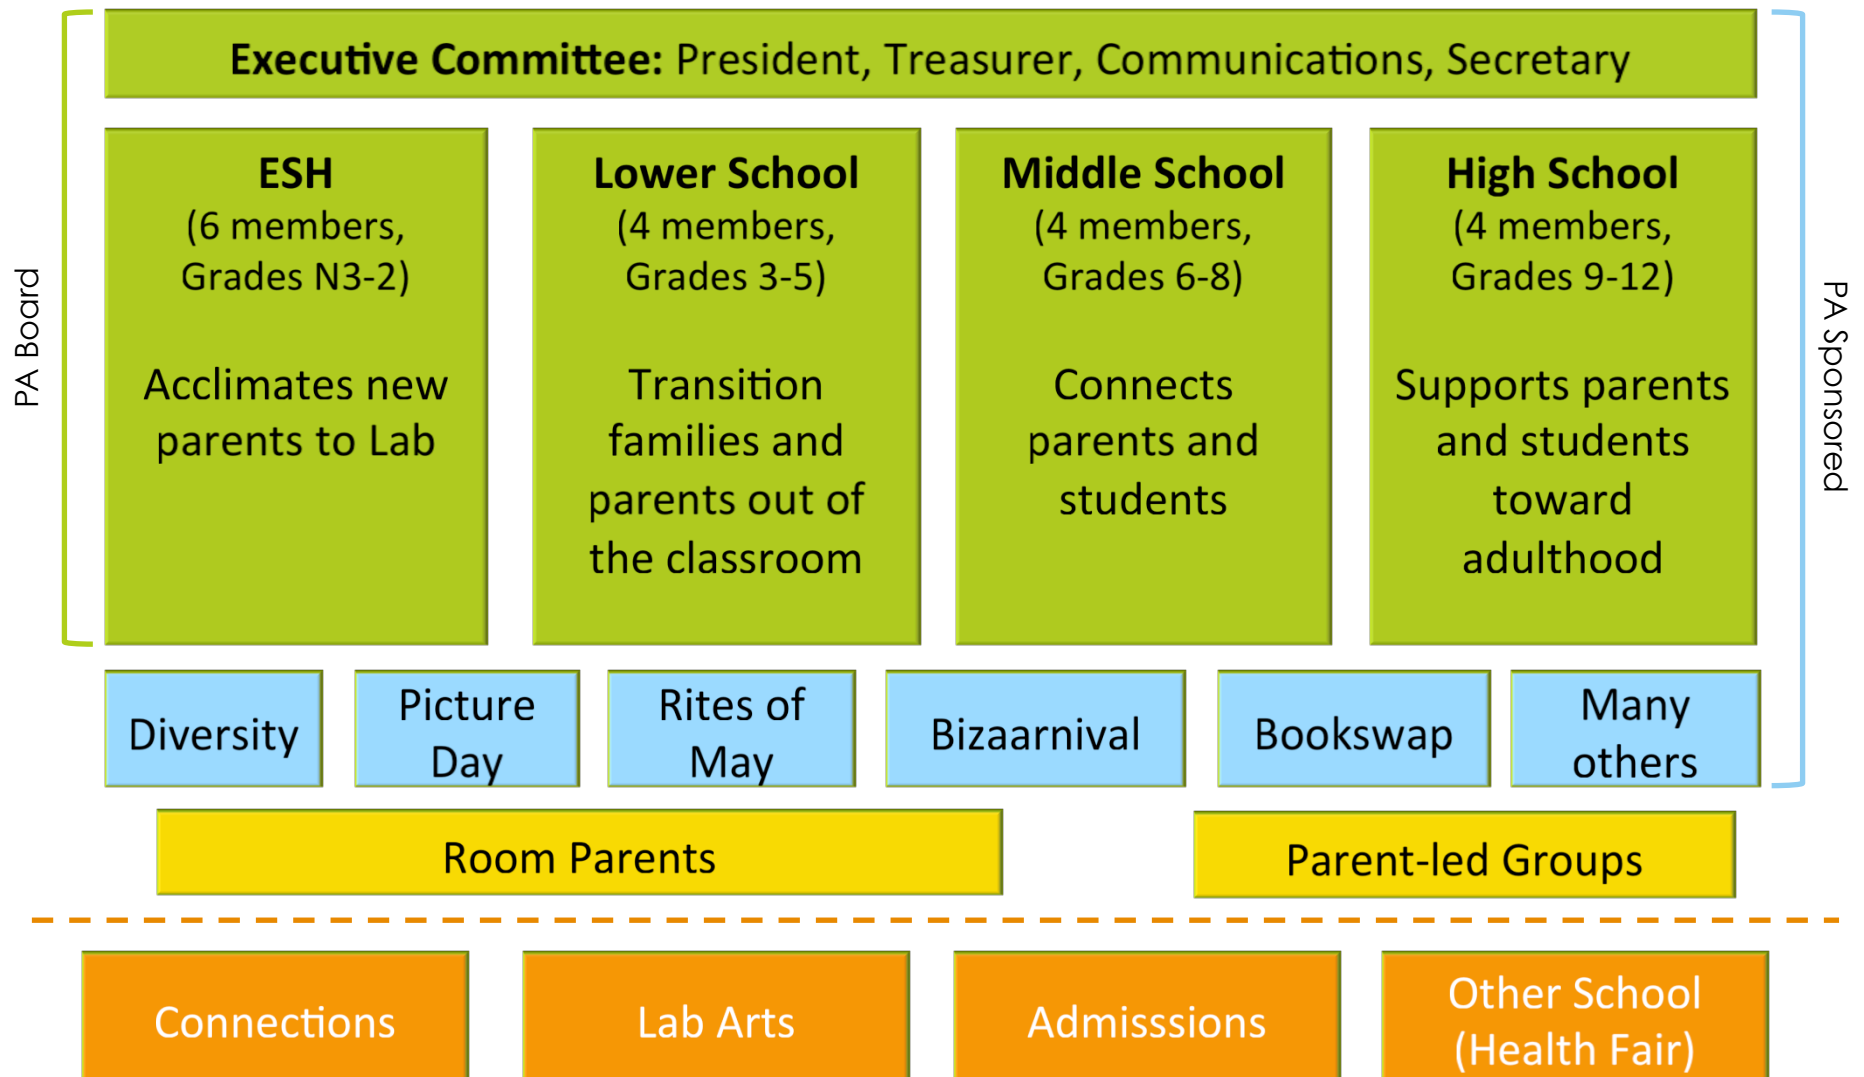 Executive Committee: President, Treasurer, Communications, Secretary
PA Board
ESH
(6 members,
Grades N3-2)
Acclimates new
parents to Lab
Lower School
(4 members,
Grades 3-5)
Transition
families and
parents out of
the classroom
Middle School
(4 members,
Grades 6-8)
Connects
parents and
students
High School
(4 members,
Grades 9-12)
Supports parents
and students
toward
adulthood
PA Sponsored
Diversity
Picture
Day
Rites of
May
Bizaarnival
Bookswap
Many
others
Room Parents
Parent-led Groups
Connections
Lab Arts
Admisssions
Other School
(Health Fair)